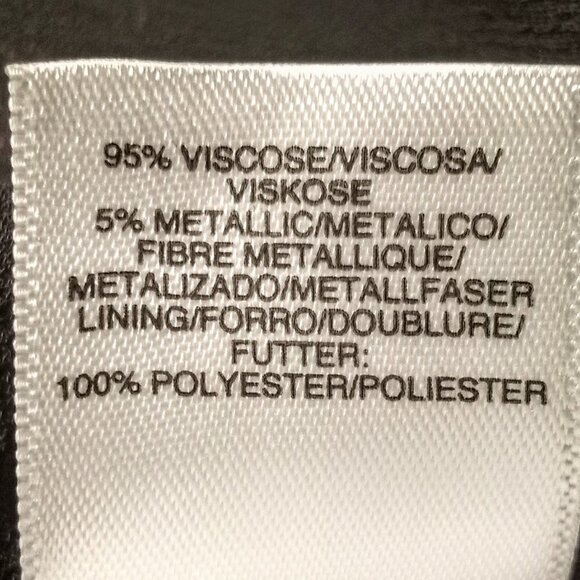 95% VISCOSE/VISCOSA/
VISKOSE
5% METALLIC/METALICO/
FIBRE METALLIQUE/
METALIZADO/METALLFASER
LINING/FORRO/DOUBLURE/
FUTTER:
100% POLYESTER/POLIESTER